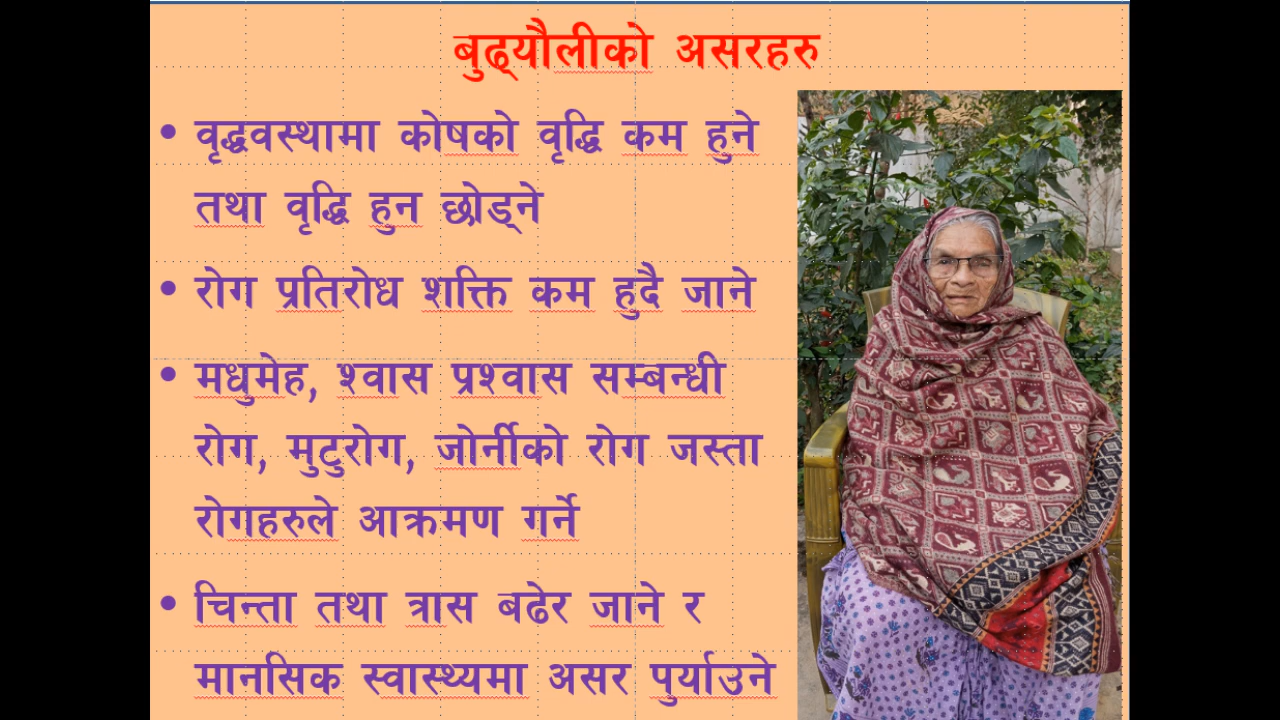 बुढ्यौलीको असरहरु
• वृद्धवस्थामा कोषको वृद्धि कम हुने
तथा वृद्धि हुन छोड्ने
• रोग प्रतिरोध शक्ति कम हुदै जाने
• मधुमेह, श्वास प्रश्वास सम्बन्धी
रोग, मुटुरोग, जोर्नीको रोग जस्ता
रोगहरुले आक्रमण गर्ने
• चिन्ता तथा त्रास बढेर जाने र
मानसिक स्वास्थ्यमा असर पुर्याउने